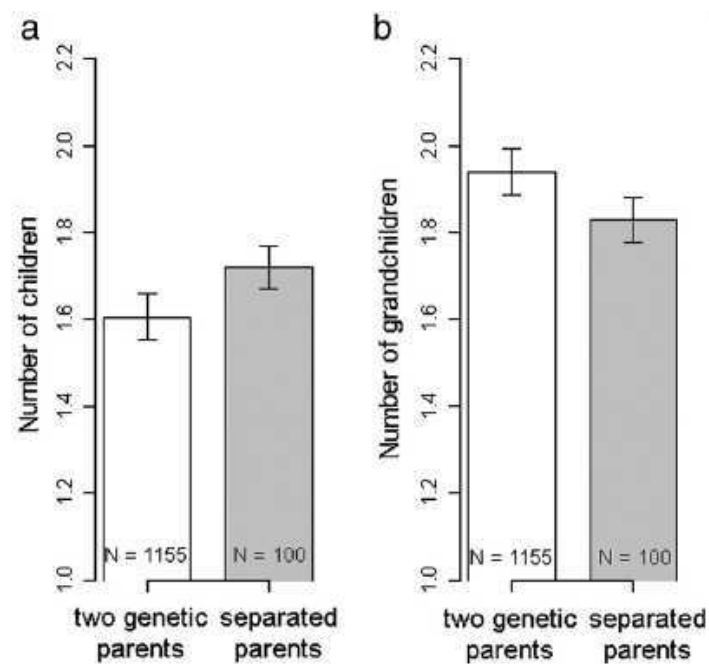 a
Number of children
2.2
2.0
1.8
1.6
1.4
1.2
1.0
N = 1155
N = 100
two genetic parents
separated parents
b
Number of grandchildren
2.2
2.0
1.8
1.6
1.4
1.2
1.0
N = 1155
N = 100
two genetic parents
separated parents